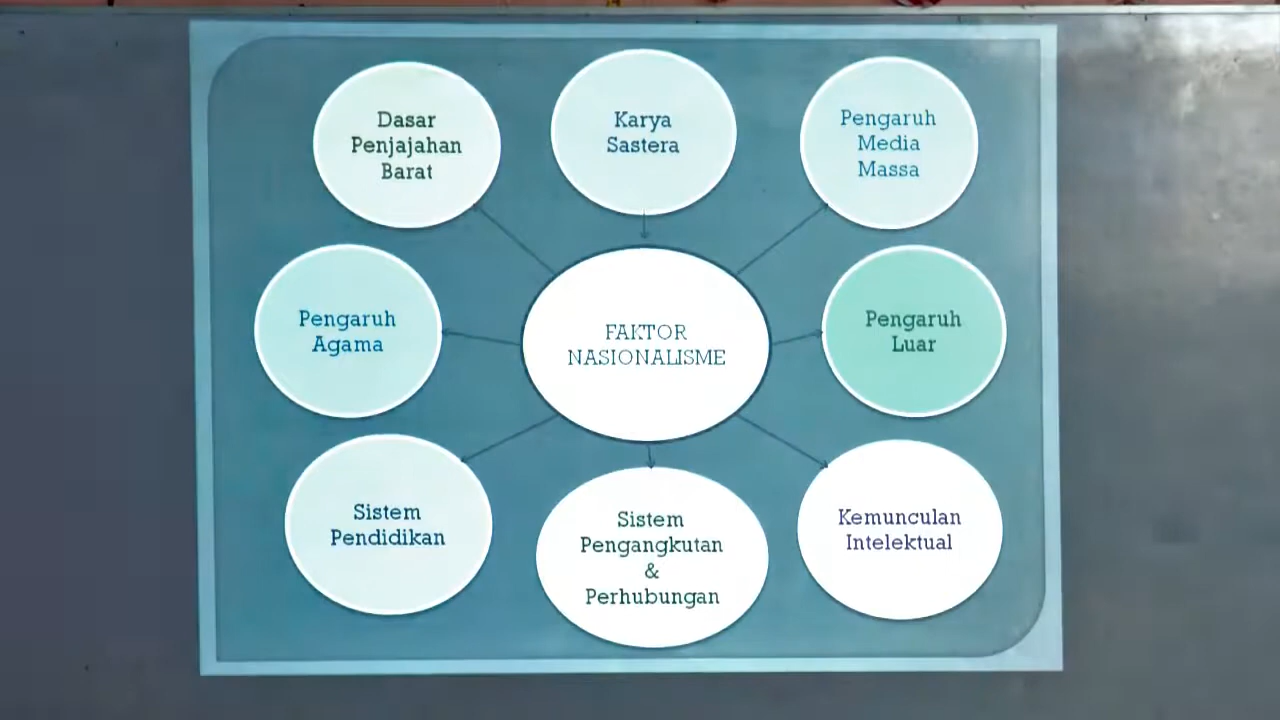 Dasar
Penjajahan
Barat
Karya
Sastera
Pengaruh
Media
Massa
Pengaruh
Agama
FAKTOR
NASIONALISME
Pengaruh
Luar
Sistem
Pendidikan
Sistem
Pengangkutan
&
Perhubungan
Kemunculan
Intelektual